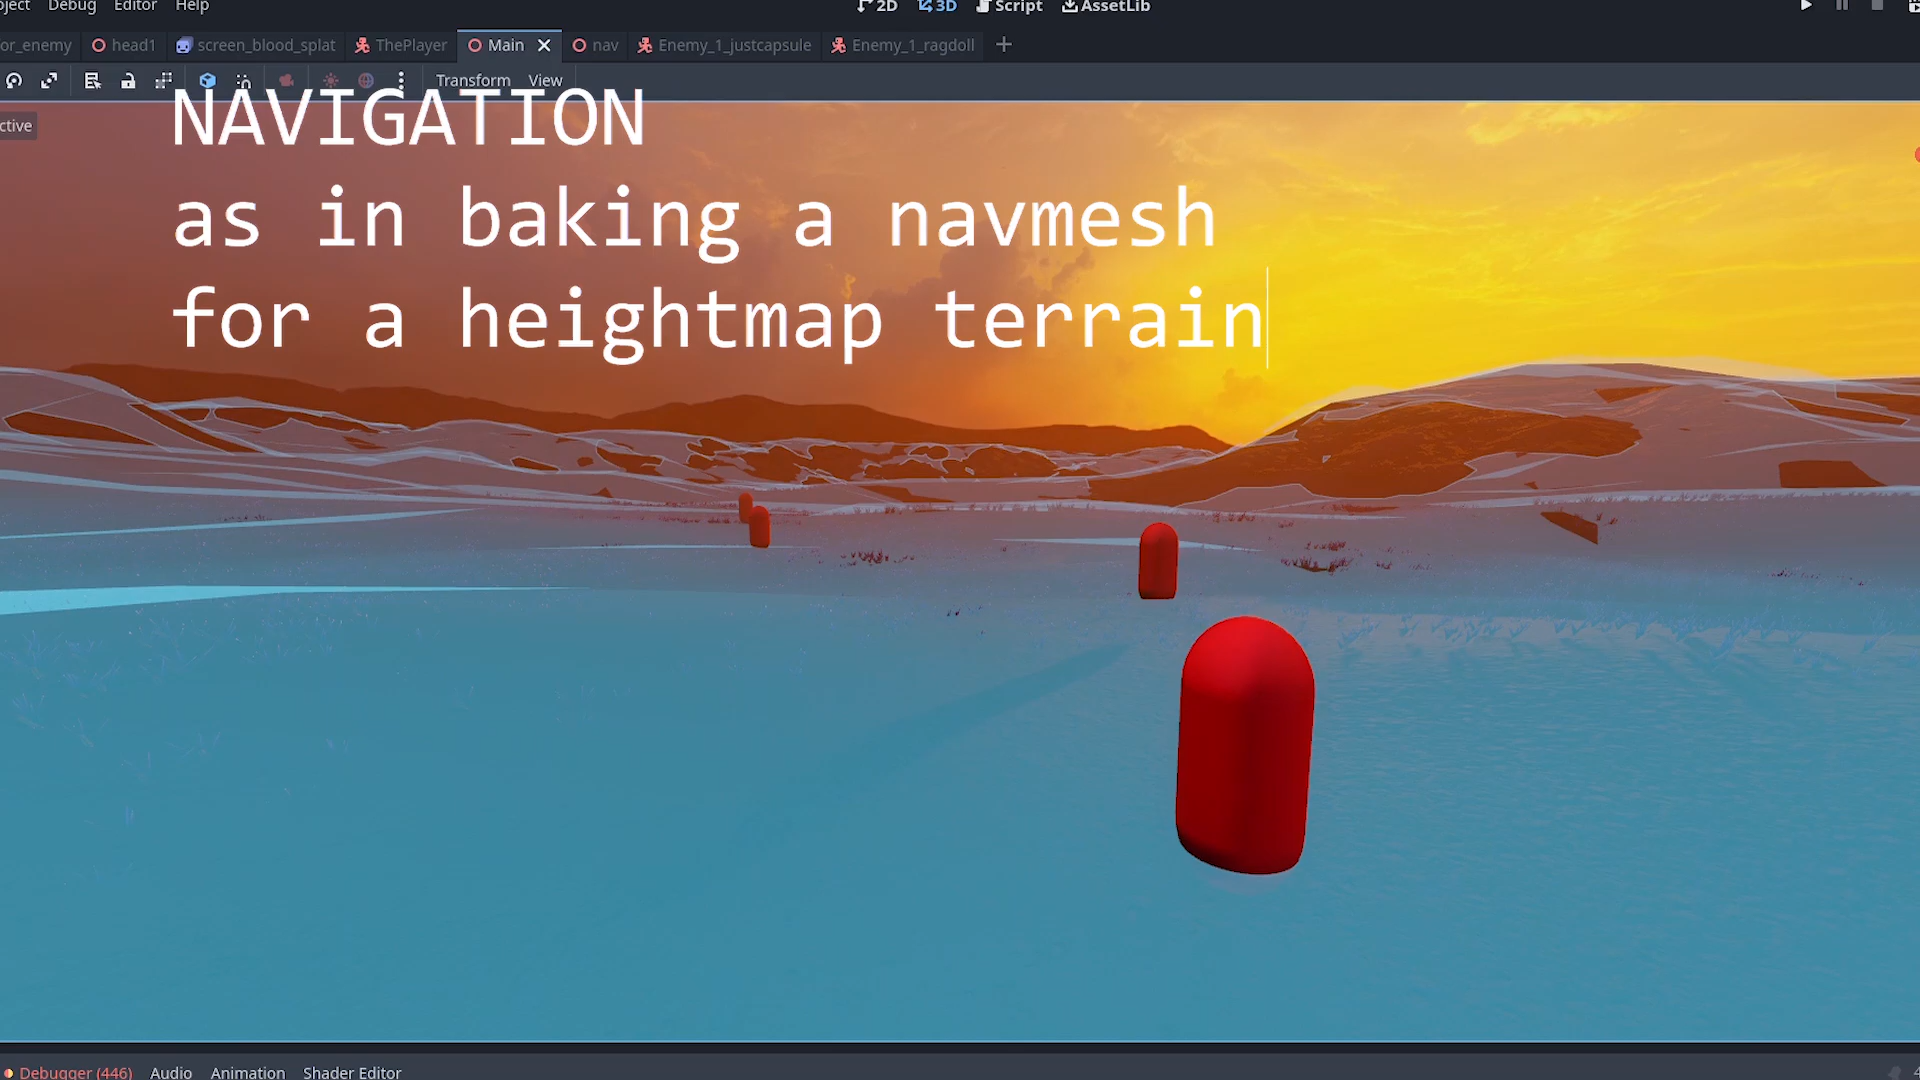 oject Debug Editor Help 2D 3D Script AssetLib
or_enemy head1 screen_blood_splat ThePlayer Main nav Enemy_1_justcapsule Enemy_1_ragdoll
Transform View
ctive
NAVIGATION
as in baking a navmesh
for a heightmap terrain
Debugger (446) Audio Animation Shader Editor 4